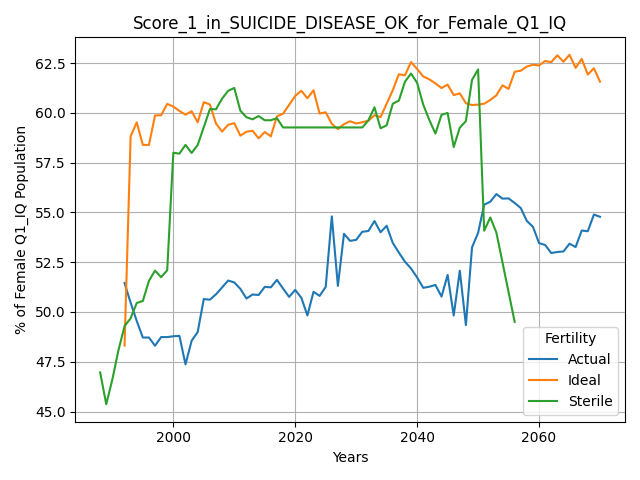 Score_1_in_SUICIDE_DISEASE_OK_for_Female_Q1_IQ
% of Female Q1_IQ Population
62.5
60.0
57.5
55.0
52.5
50.0
47.5
45.0
Fertility
Actual
Ideal
Sterile
2000 2020 2040 2060
Years